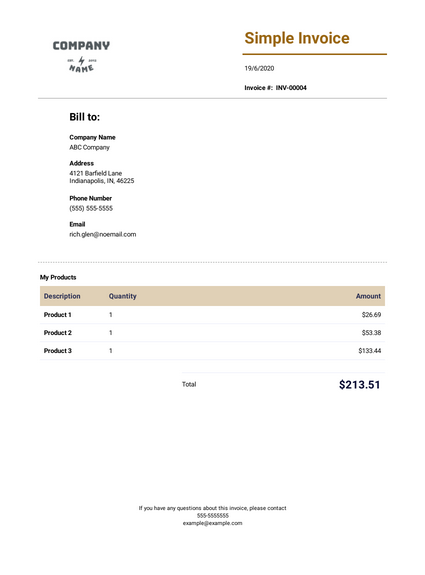 COMPANY
EST. 2020
NAME
Simple Invoice
19/6/2020
Invoice #: INV-00004
Bill to:
Company Name
ABC Company
Address
4121 Barfield Lane
Indianapolis, IN, 46225
Phone Number
(555) 555-5555
Email
rich.glen@noemail.com
My Products
Description Quantity Amount
Product 1 1 $26.69
Product 2 1 $53.38
Product 3 1 $133.44
Total $213.51
If you have any questions about this invoice, please contact
555-5555555
example@example.com